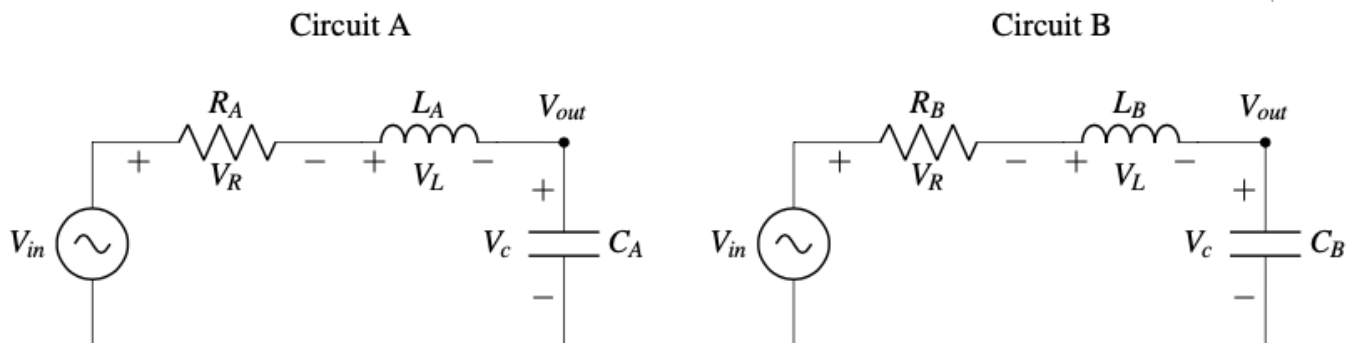 Circuit A
Circuit B
R_A
L_A
V_out
R_B
L_B
V_out
+ V_R − + V_L −
+ V_R − + V_L −
+
+
V_in
V_c
C_A
V_in
V_c
C_B
−
−